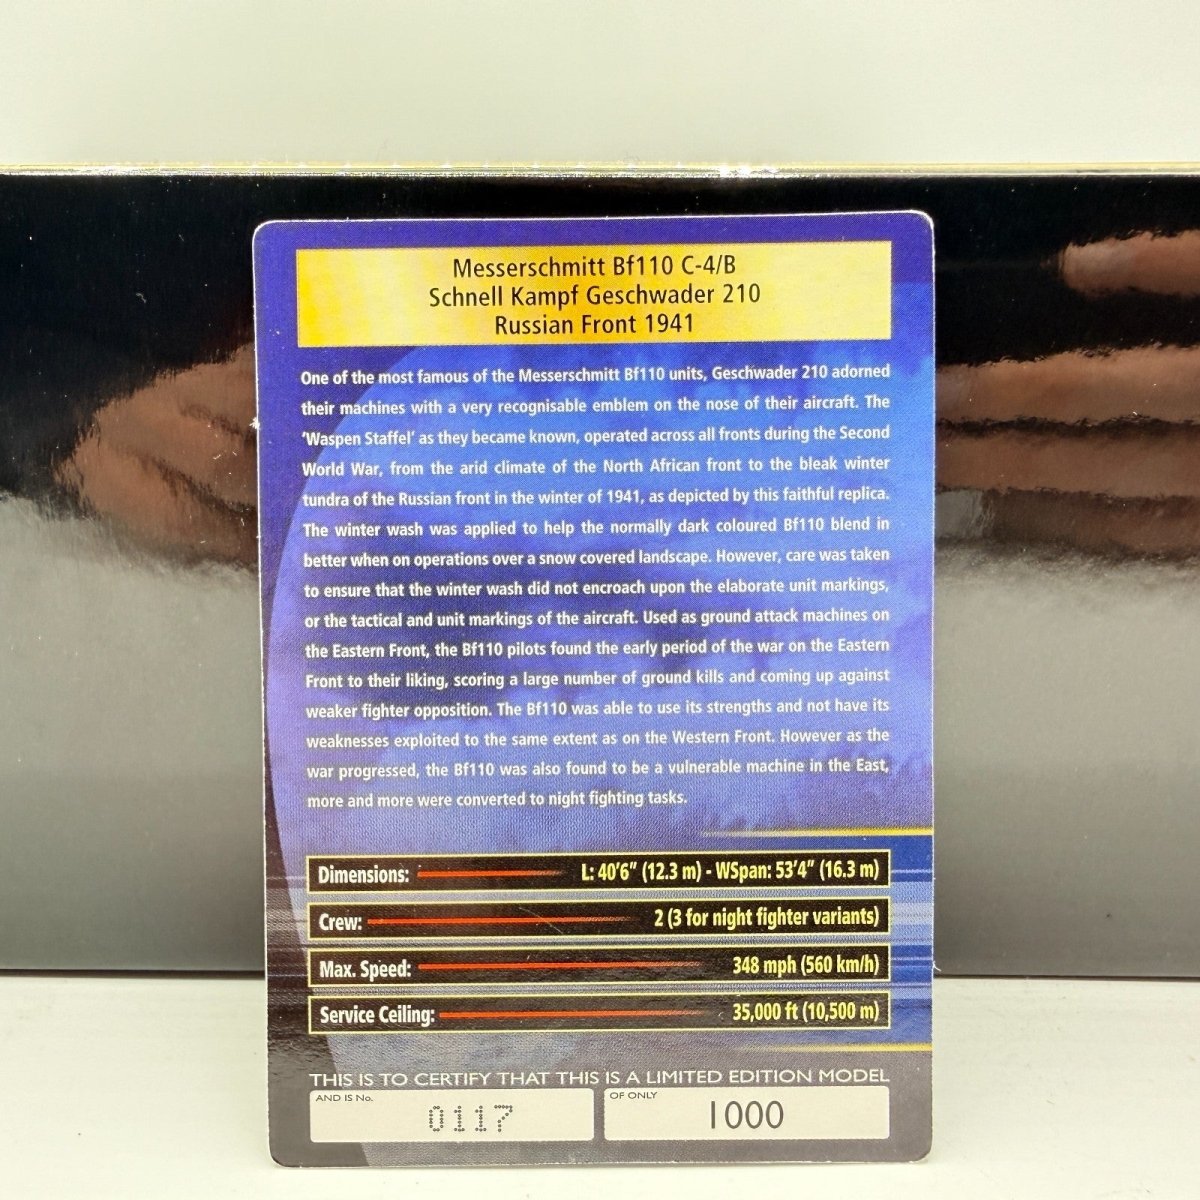 Messerschmitt Bf110 C-4/B
Schnell Kampf Geschwader 210
Russian Front 1941
One of the most famous of the Messerschmitt Bf110 units, Geschwader 210 adorned
their machines with a very recognisable emblem on the nose of their aircraft. The
'Waspen Staffel' as they became known, operated across all fronts during the Second
World War, from the arid climate of the North African front to the bleak winter
tundra of the Russian front in the winter of 1941, as depicted by this faithful replica.
The winter wash was applied to help the normally dark coloured Bf110 blend in
better when on operations over a snow covered landscape. However, care was taken
to ensure that the winter wash did not encroach upon the elaborate unit markings,
or the tactical and unit markings of the aircraft. Used as ground attack machines on
the Eastern Front, the Bf110 pilots found the early period of the war on the Eastern
Front to their liking, scoring a large number of ground kills and coming up against
weaker fighter opposition. The Bf110 was able to use its strengths and not have its
weaknesses exploited to the same extent as on the Western Front. However as the
war progressed, the Bf110 was also found to be a vulnerable machine in the East,
more and more were converted to night fighting tasks.
Dimensions: L: 40'6" (12.3 m) - WSpan: 53'4" (16.3 m)
Crew: 2 (3 for night fighter variants)
Max. Speed: 348 mph (560 km/h)
Service Ceiling: 35,000 ft (10,500 m)
THIS IS TO CERTIFY THAT THIS IS A LIMITED EDITION MODEL
AND IS No. 0117 OF ONLY 1000